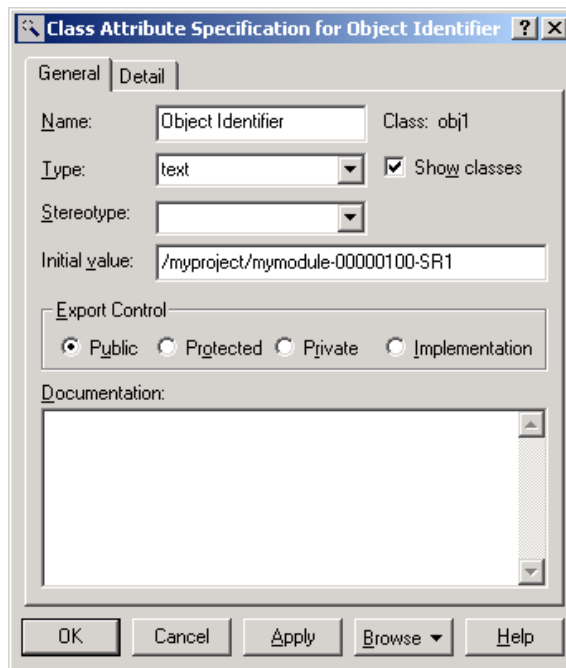 Class Attribute Specification for Object Identifier
General Detail
Name: Object Identifier Class: obj1
Type: text Show classes
Stereotype:
Initial value: /myproject/mymodule-00000100-SR1
Export Control
Public Protected Private Implementation
Documentation:
OK Cancel Apply Browse Help